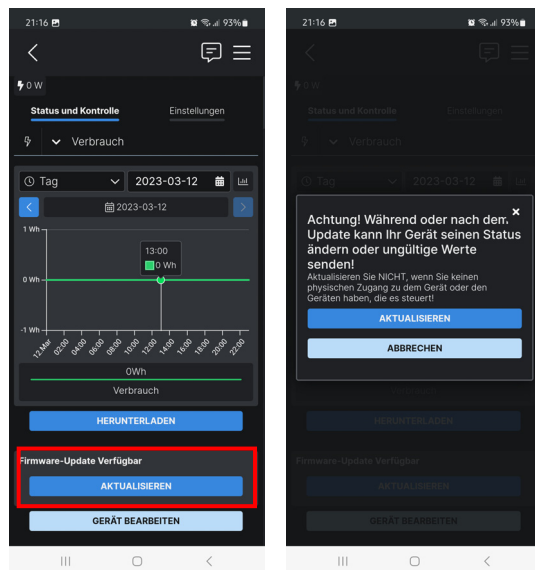 21:16
93%
0 W
Status und Kontrolle
Einstellungen
Verbrauch
Tag
2023-03-12
2023-03-12
1 Wh
13:00
0 Wh
0 Wh
-1 Wh
12.Mar 02:00 04:00 06:00 08:00 10:00 12:00 14:00 16:00 18:00 20:00 22:00
0Wh
Verbrauch
HERUNTERLADEN
Firmware-Update Verfügbar
AKTUALISIEREN
GERÄT BEARBEITEN
21:16
93%
0 W
Status und Kontrolle
Einstellungen
Verbrauch
Tag
2023-03-12
Achtung! Während oder nach dem
Update kann Ihr Gerät seinen Status
ändern oder ungültige Werte
senden!
Aktualisieren Sie NICHT, wenn Sie keinen
physischen Zugang zu dem Gerät oder den
Geräten haben, die es steuert!
AKTUALISIEREN
ABBRECHEN
HERUNTERLADEN
Firmware-Update Verfügbar
AKTUALISIEREN
GERÄT BEARBEITEN